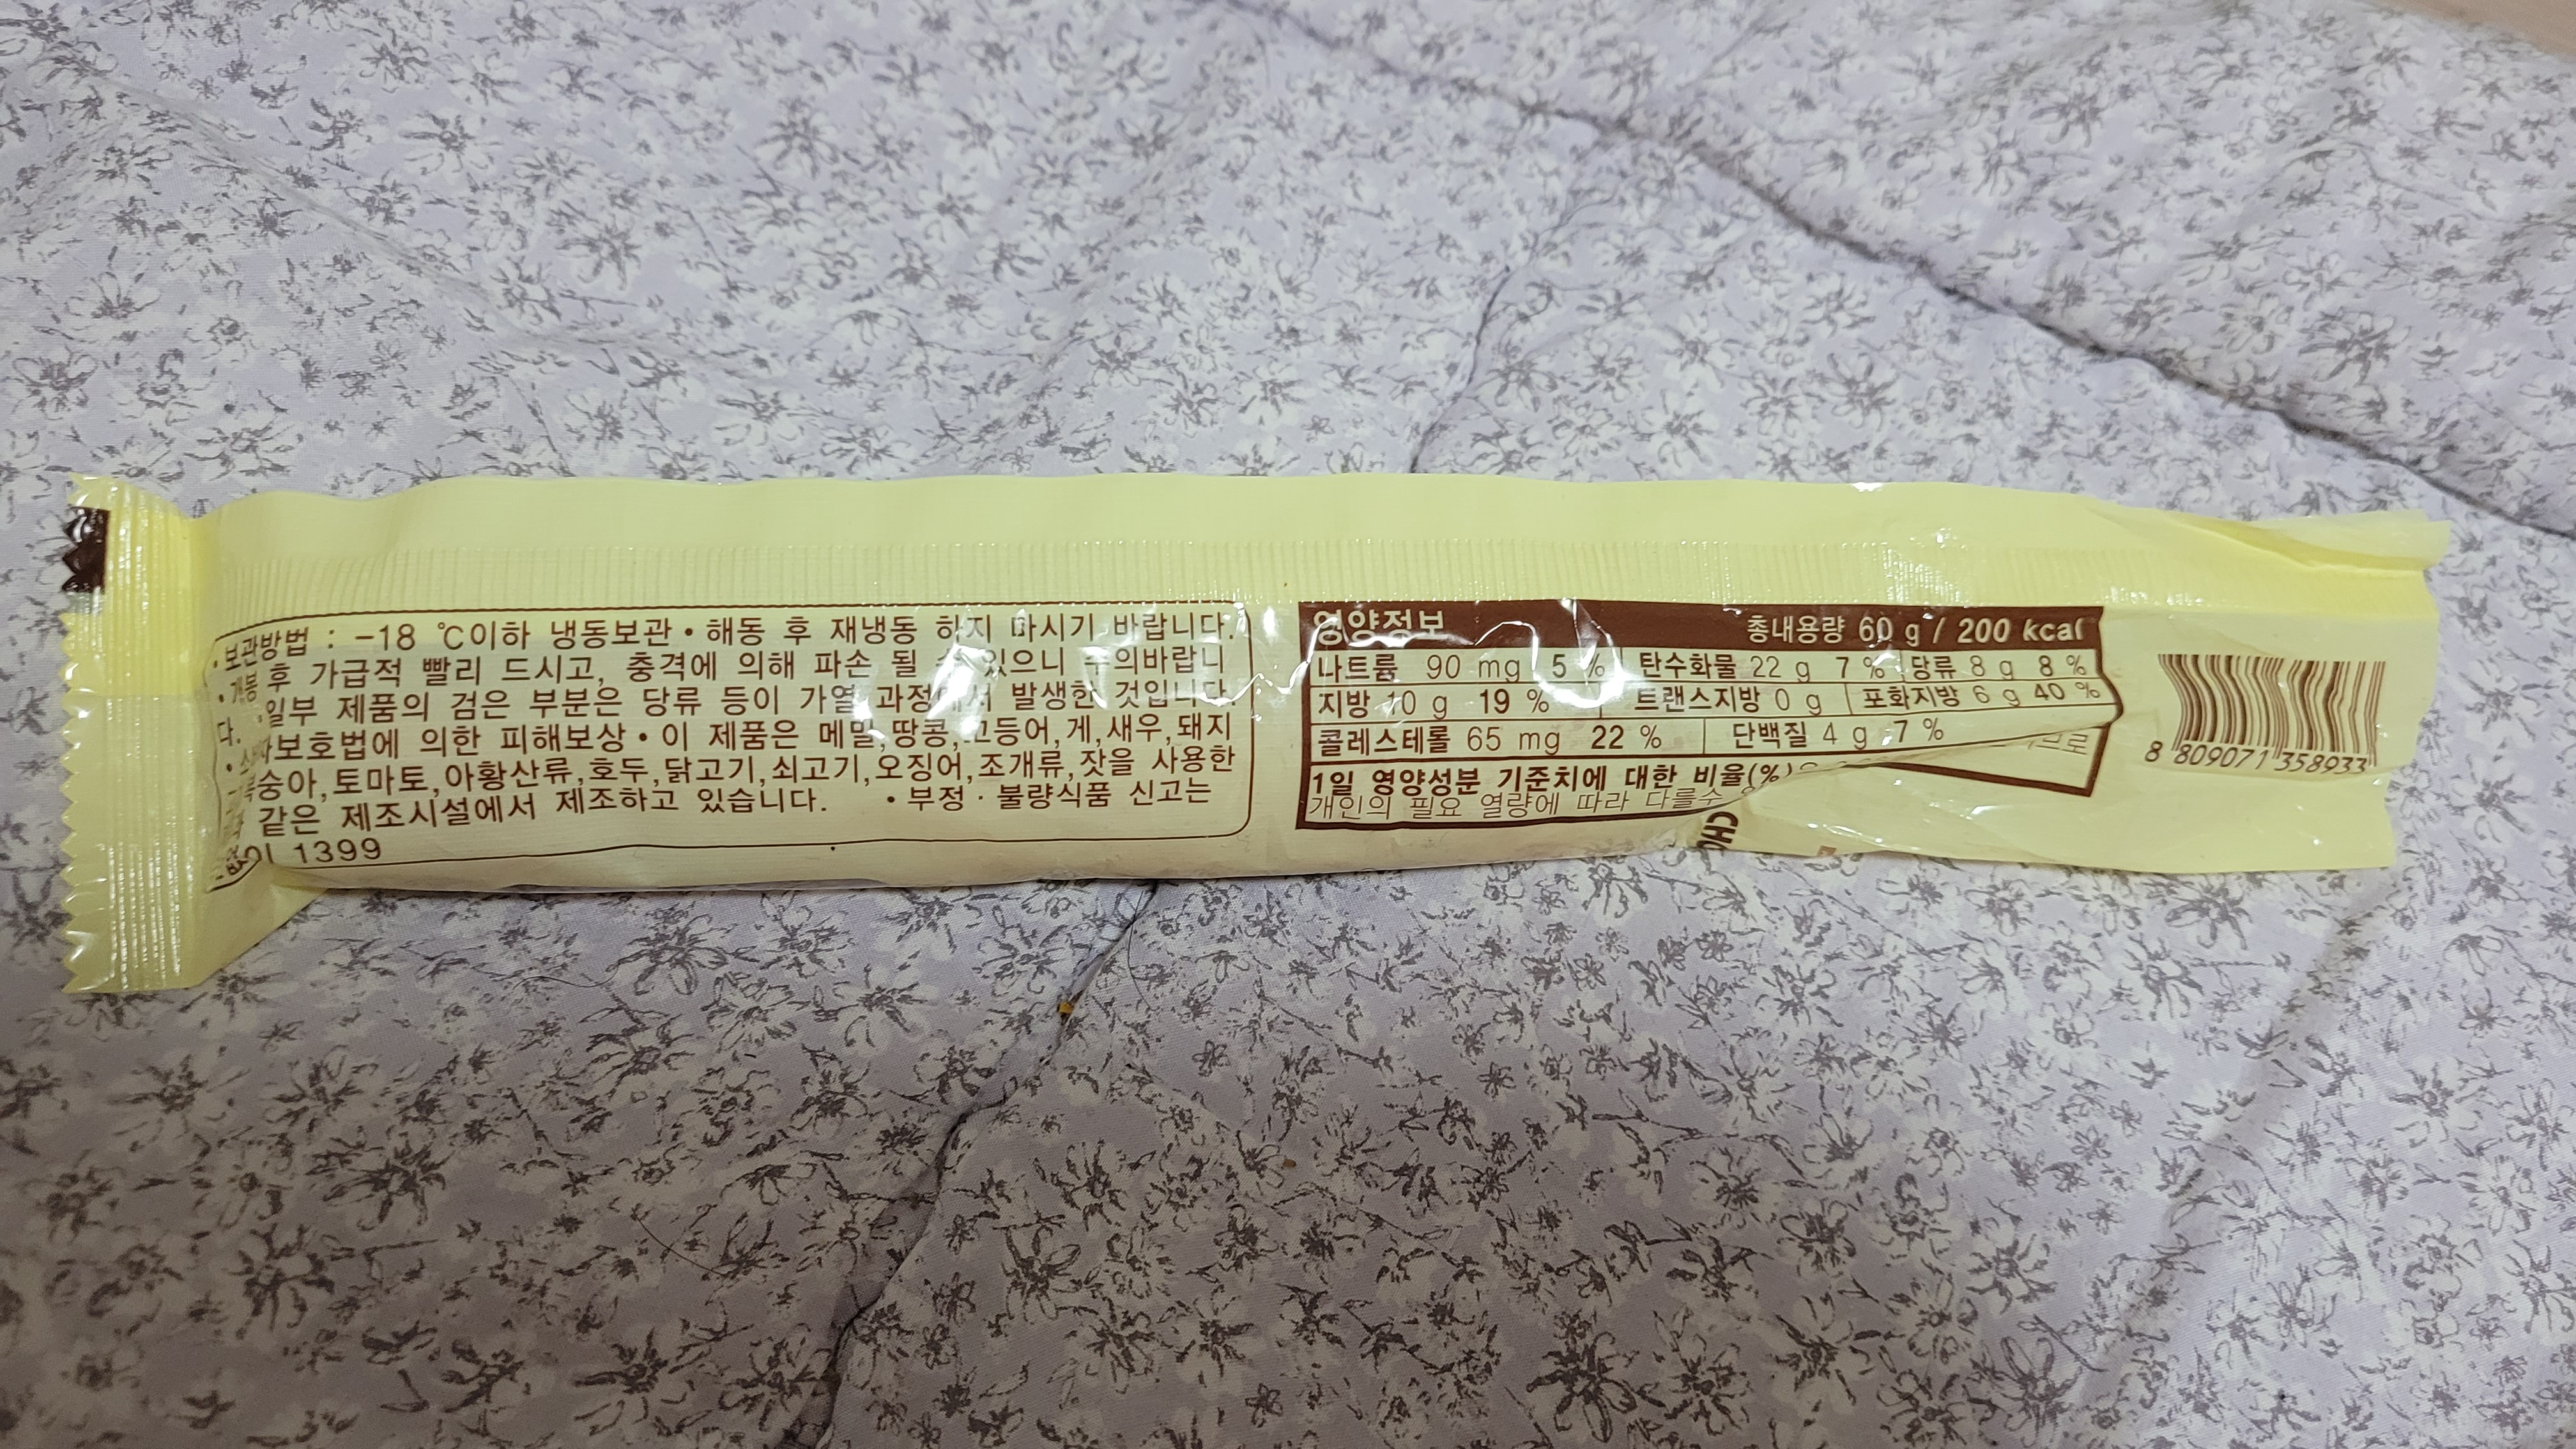 • 보관방법 : -18 ℃이하 냉동보관 • 해동 후 재냉동 하지 마시기 바랍니다.
• 개봉 후 가급적 빨리 드시고, 충격에 의해 파손 될 수 있으니 주의바랍니
다. • 일부 제품의 검은 부분은 당류 등이 가열 과정에서 발생한 것입니다.
• 소비자보호법에 의한 피해보상 • 이 제품은 메밀,땅콩,고등어,게,새우,돼지
복숭아,토마토,아황산류,호두,닭고기,쇠고기,오징어,조개류,잣을 사용한
같은 제조시설에서 제조하고 있습니다. • 부정 · 불량식품 신고는
1399
영양정보 총내용량 60 g / 200 kcal
나트륨 90 mg 5 % 탄수화물 22 g 7 % 당류 8 g 8 %
지방 10 g 19 % 트랜스지방 0 g 포화지방 6 g 40 %
콜레스테롤 65 mg 22 % 단백질 4 g 7 %
1일 영양성분 기준치에 대한 비율(%)
개인의 필요 열량에 따라 다를수
8 809071 358933